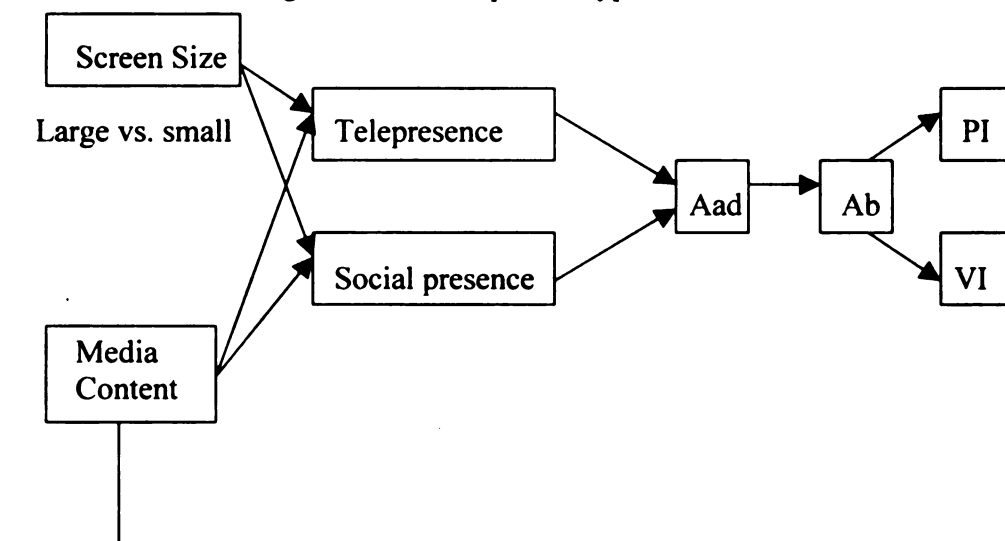 Screen Size
Large vs. small
Telepresence
Social presence
Aad
Ab
PI
VI
Media
Content